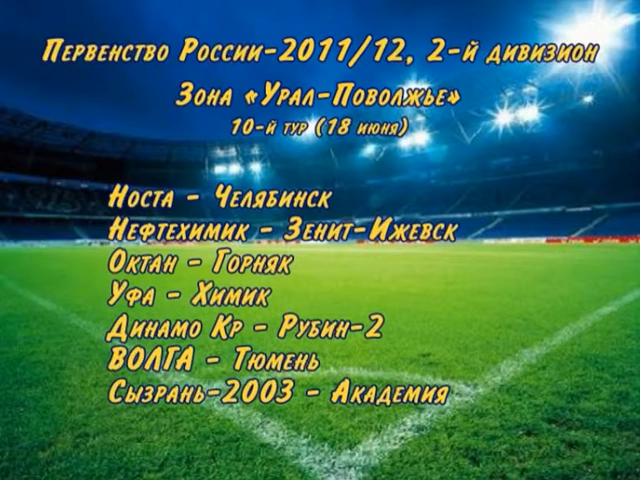 Первенство России-2011/12, 2-й дивизион
Зона «Урал-Поволжье»
10-й тур (18 июня)
Носта - Челябинск
Нефтехимик - Зенит-Ижевск
Октан - Горняк
Уфа - Химик
Динамо Кр - Рубин-2
ВОЛГА - Тюмень
Сызрань-2003 - Академия